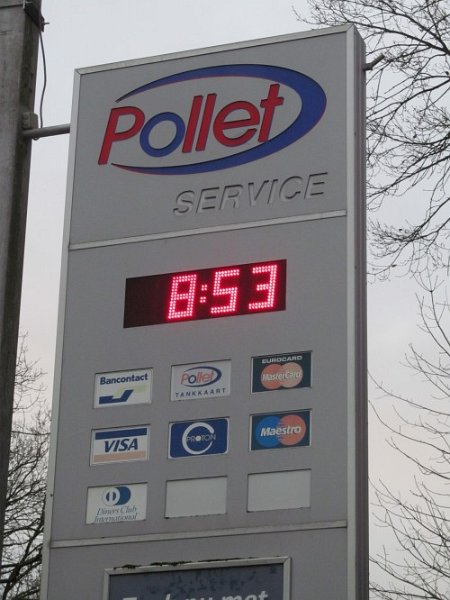 Pollet
SERVICE
8:53
Bancontact
Pollet
TANKKAART
EUROCARD
MasterCard
VISA
PROTON
Maestro
Diners Club
International